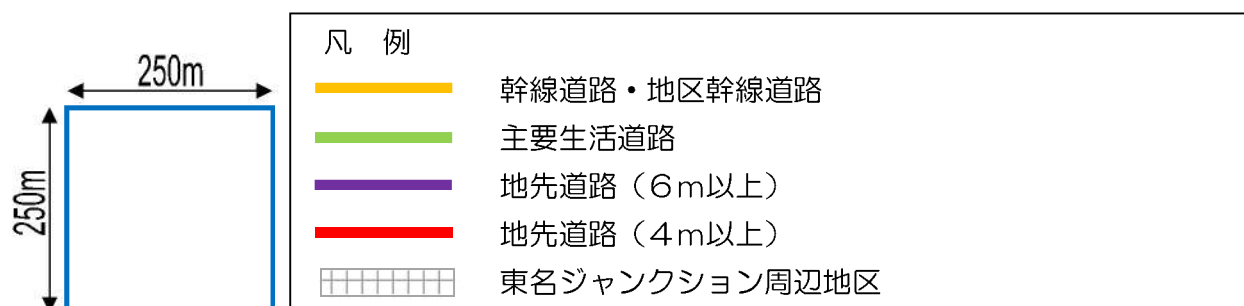 250m
250m
凡　例
幹線道路・地区幹線道路
主要生活道路
地先道路（６ｍ以上）
地先道路（４ｍ以上）
東名ジャンクション周辺地区